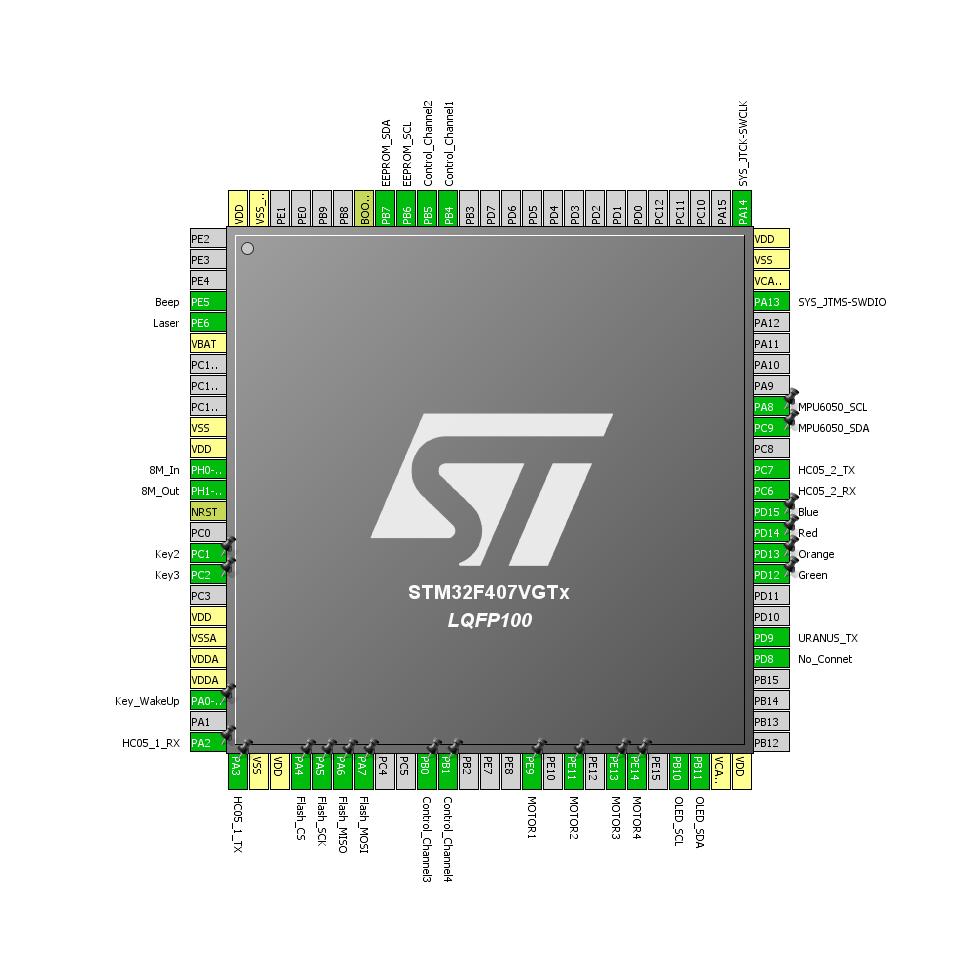 EEPROM_SDA
EEPROM_SCL
Control_Channel2
Control_Channel1
SYS_JTCK-SWCLK
VDD
VSS_..
PE1
PE0
PB9
PB8
BOO..
PB7
PB6
PB5
PB4
PB3
PD7
PD6
PD5
PD4
PD3
PD2
PD1
PD0
PC12
PC11
PC10
PA15
PA14
PE2
PE3
PE4
Beep PE5
Laser PE6
VBAT
PC1..
PC1..
PC1..
VSS
VDD
8M_In PH0-..
8M_Out PH1-..
NRST
PC0
Key2 PC1
Key3 PC2
PC3
VDD
VSSA
VDDA
VDDA
Key_WakeUp PA0-..
PA1
HC05_1_RX PA2
ST
STM32F407VGTx
LQFP100
VDD
VSS
VCA..
PA13 SYS_JTMS-SWDIO
PA12
PA11
PA10
PA9
PA8 MPU6050_SCL
PC9 MPU6050_SDA
PC8
PC7 HC05_2_TX
PC6 HC05_2_RX
PD15 Blue
PD14 Red
PD13 Orange
PD12 Green
PD11
PD10
PD9 URANUS_TX
PD8 No_Connet
PB15
PB14
PB13
PB12
PA3
VSS
VDD
PA4
PA5
PA6
PA7
PC4
PC5
PB0
PB1
PB2
PE7
PE8
PE9
PE10
PE11
PE12
PE13
PE14
PE15
PB10
PB11
VCA..
VDD
HC05_1_TX
Flash_CS
Flash_SCK
Flash_MISO
Flash_MOSI
Control_Channel3
Control_Channel4
MOTOR1
MOTOR2
MOTOR3
MOTOR4
OLED_SCL
OLED_SDA